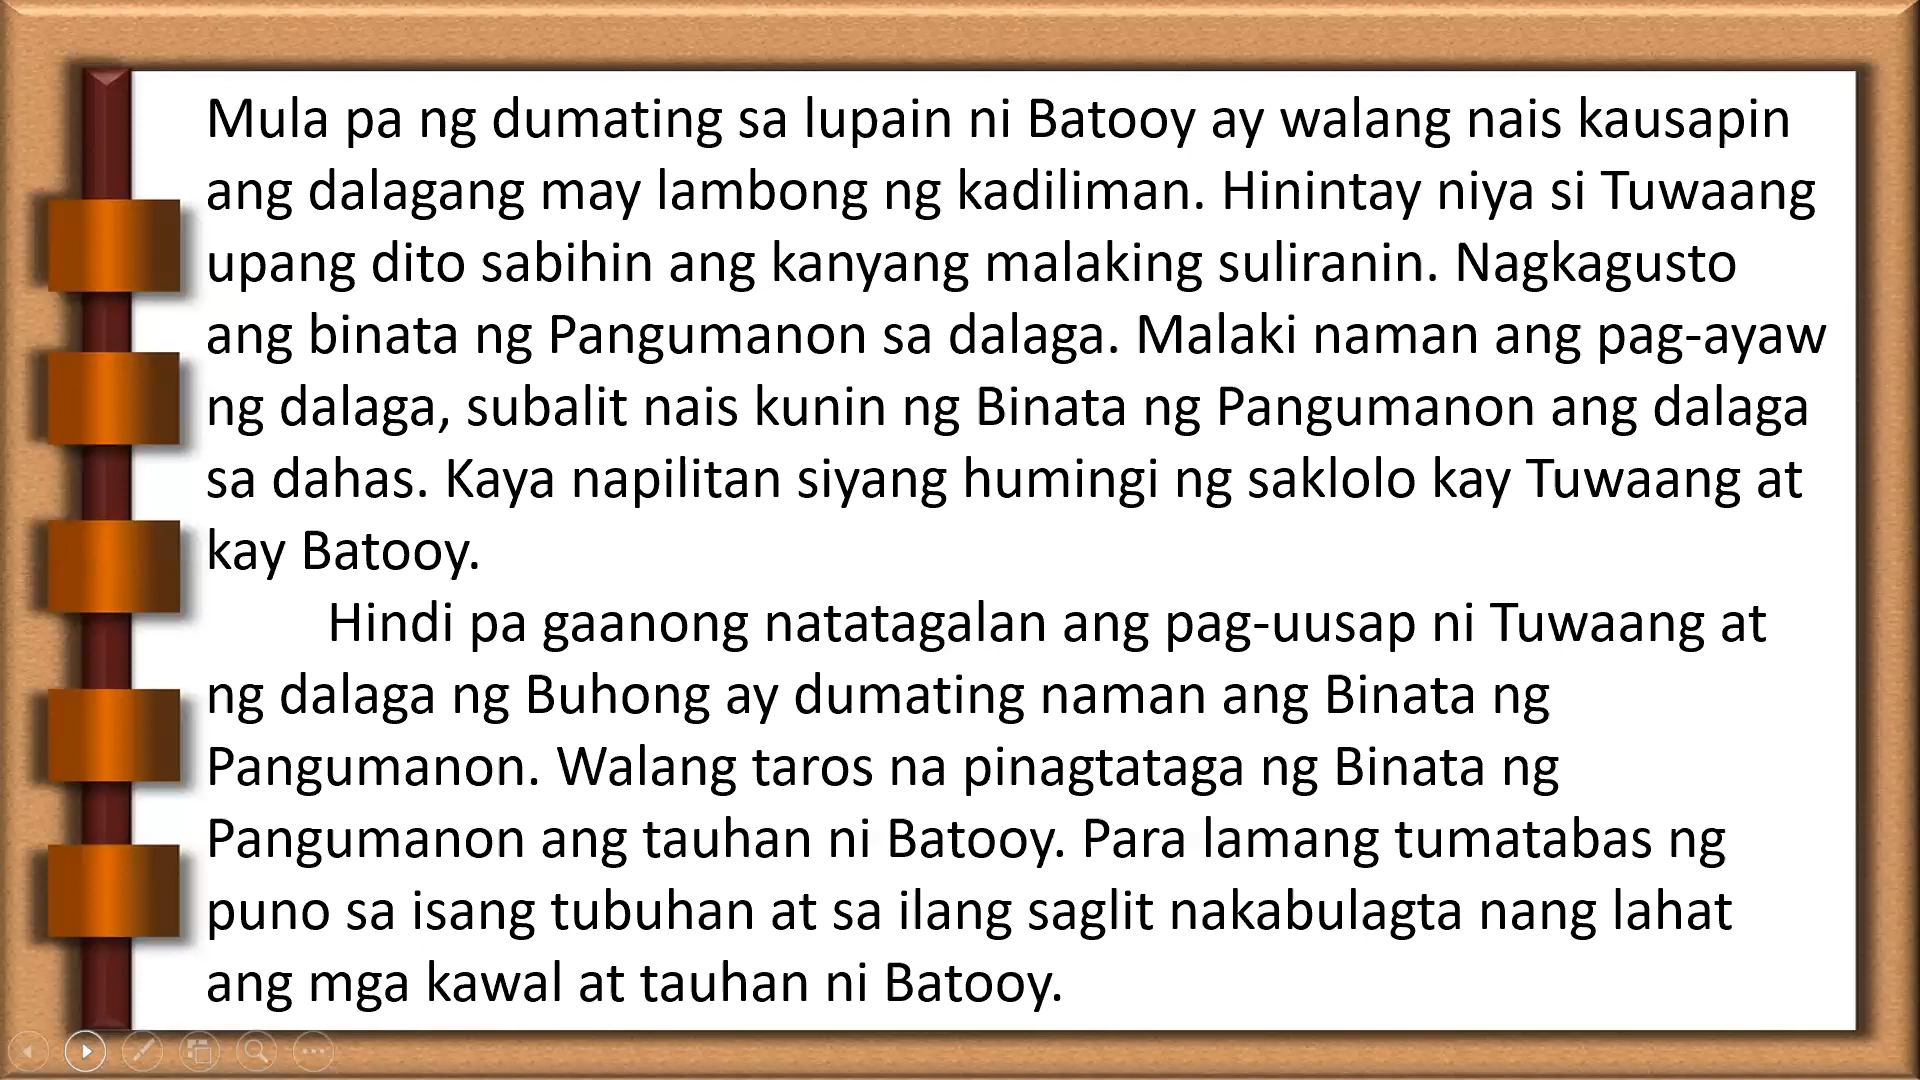 Mula pa ng dumating sa lupain ni Batooy ay walang nais kausapin
ang dalagang may lambong ng kadiliman. Hinintay niya si Tuwaang
upang dito sabihin ang kanyang malaking suliranin. Nagkagusto
ang binata ng Pangumanon sa dalaga. Malaki naman ang pag-ayaw
ng dalaga, subalit nais kunin ng Binata ng Pangumanon ang dalaga
sa dahas. Kaya napilitan siyang humingi ng saklolo kay Tuwaang at
kay Batooy.
Hindi pa gaanong natatagalan ang pag-uusap ni Tuwaang at
ng dalaga ng Buhong ay dumating naman ang Binata ng
Pangumanon. Walang taros na pinagtataga ng Binata ng
Pangumanon ang tauhan ni Batooy. Para lamang tumatabas ng
puno sa isang tubuhan at sa ilang saglit nakabulagta nang lahat
ang mga kawal at tauhan ni Batooy.